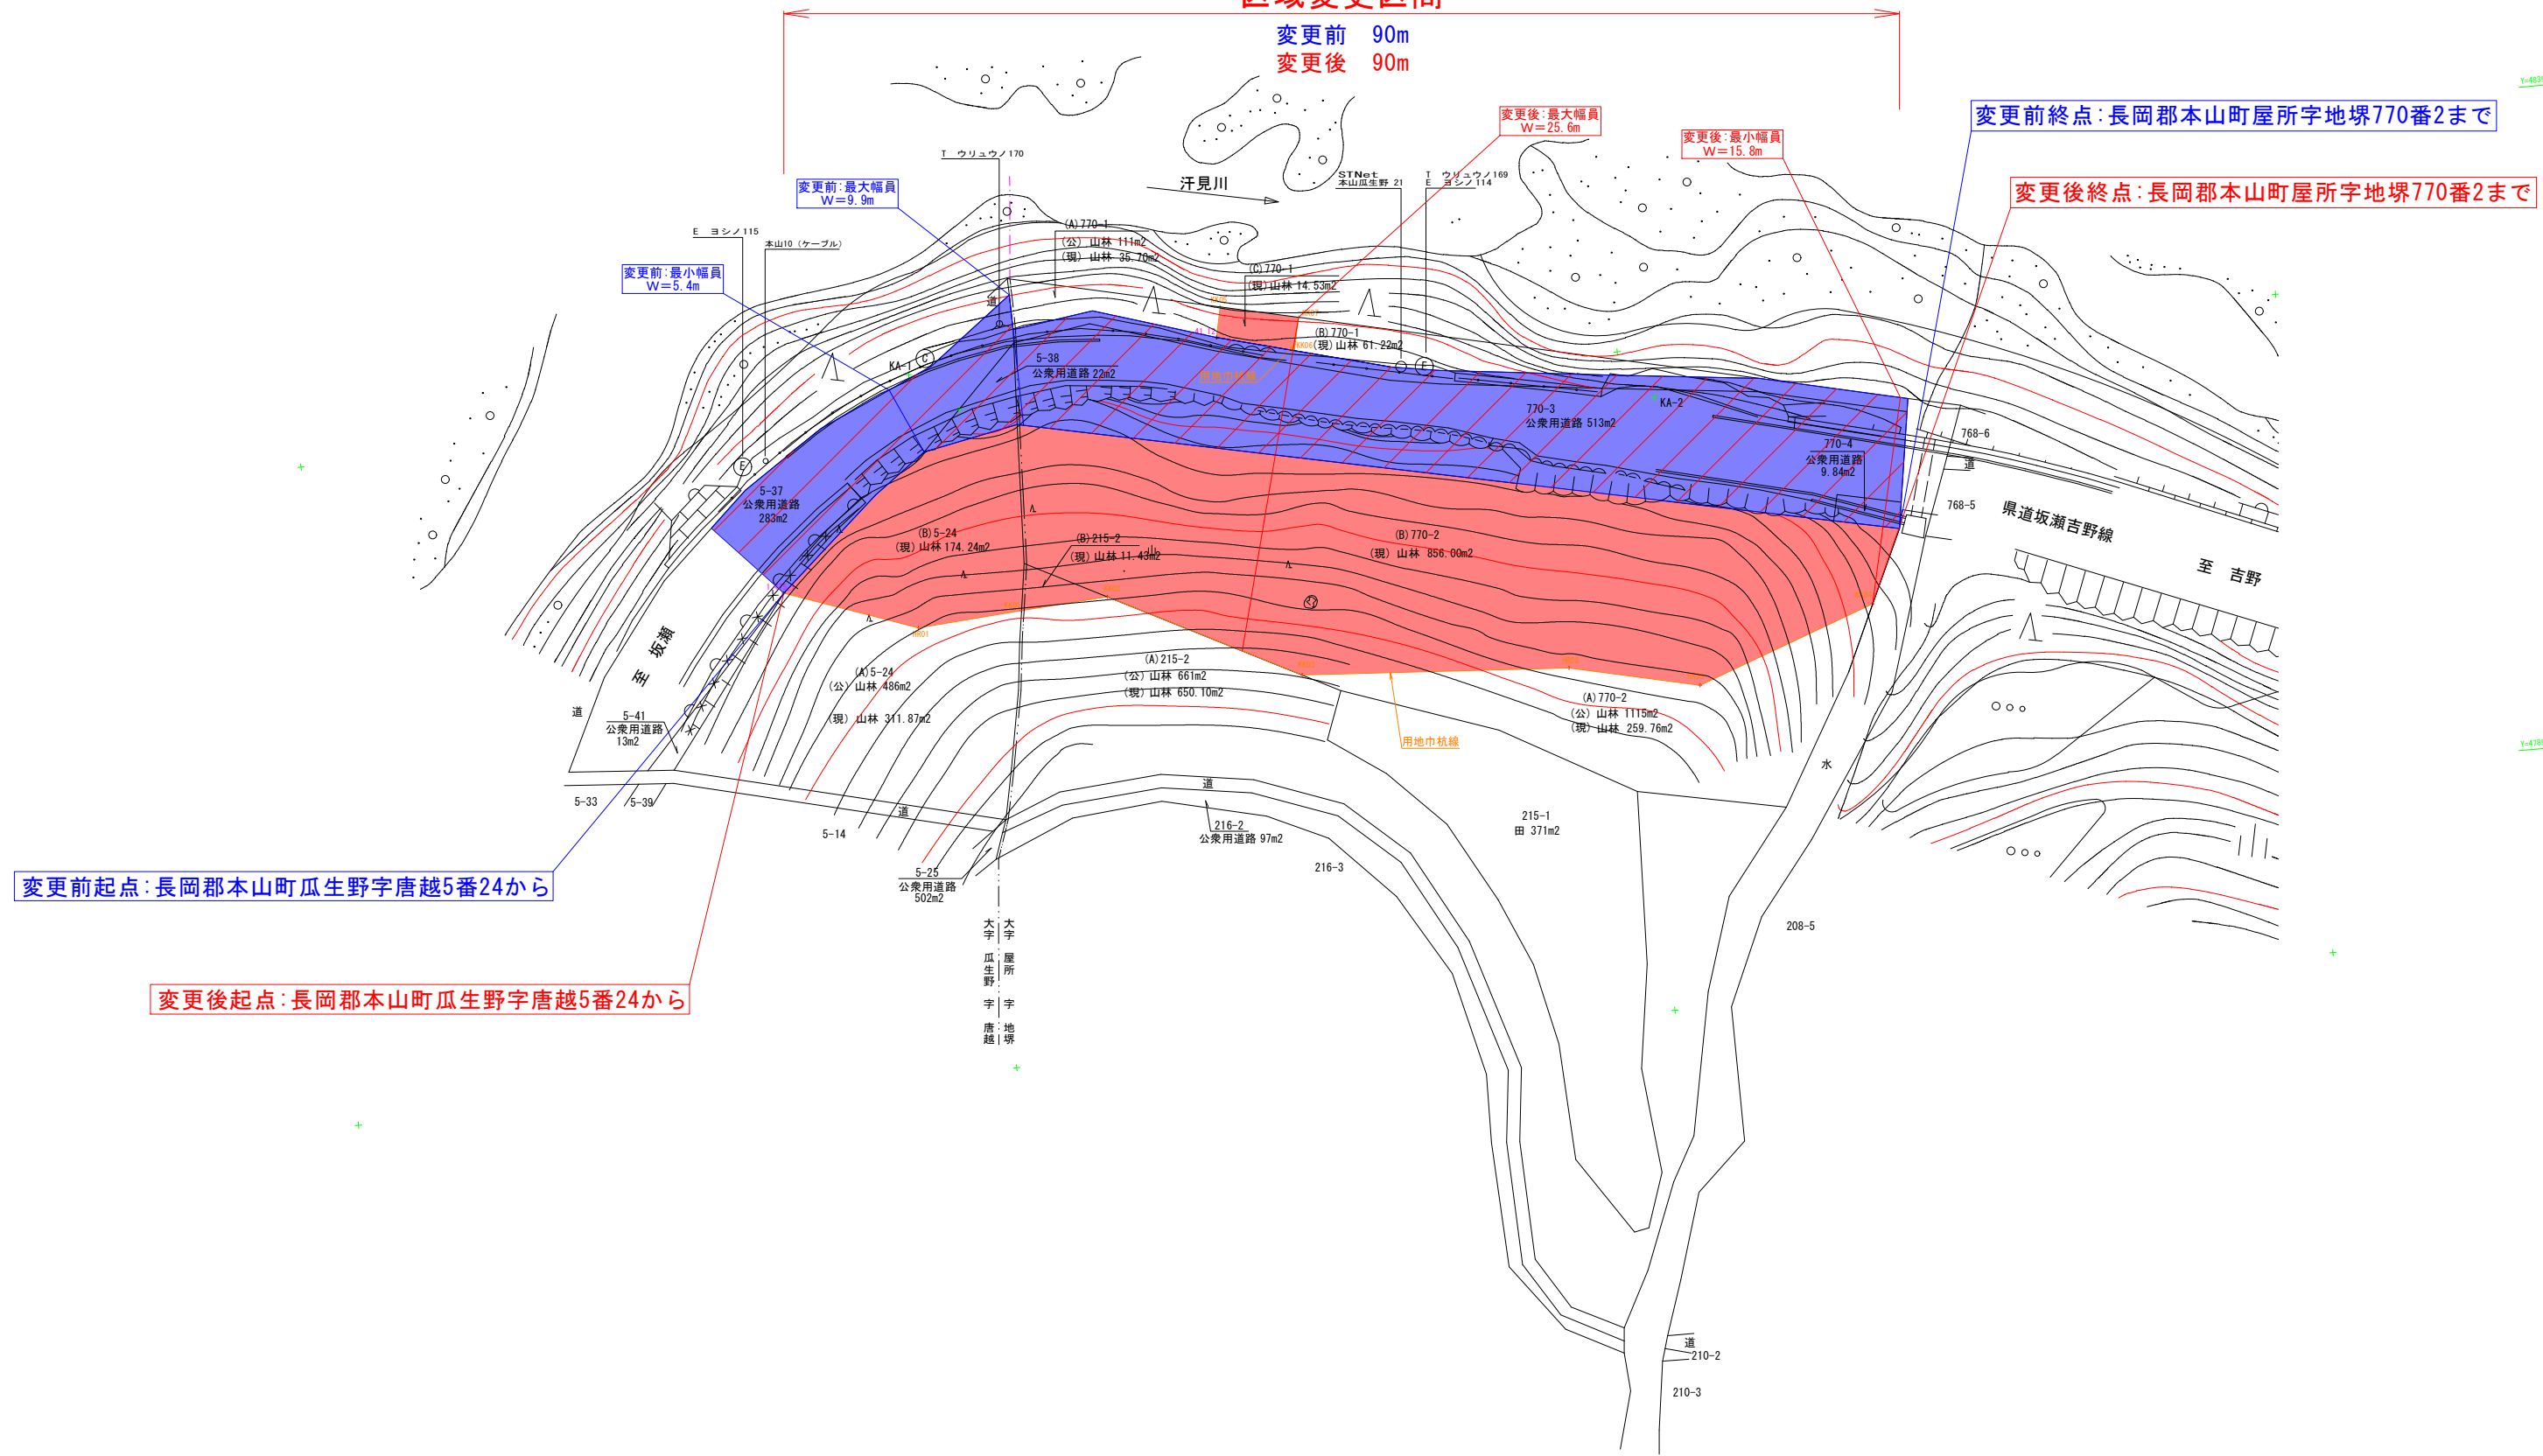 区域変更区間
変更前　90m
変更後　90m
変更後:最大幅員
W=25.6m
変更後:最小幅員
W=15.8m
変更前終点:長岡郡本山町屋所字地堺770番2まで
変更後終点:長岡郡本山町屋所字地堺770番2まで
T　ウリュウノ170
変更前:最大幅員
W=9.9m
汗見川
STNet
本山瓜生野 21
T　ウリュウノ169
E　ヨシノ114
E　ヨシノ115
本山10 (ケーブル)
変更前:最小幅員
W=5.4m
(A)770-1
(公) 山林 111m2
(現) 山林 35.70m2
(C)770-1
(現)山林 14.53m2
(B)770-1
(現)山林 61.22m2
KK06
道
C
KA-1
5-38
公衆用道路 22m2
用地巾杭線
E
770-3
公衆用道路 513m2
KA-2
770-4
公衆用道路
9.84m2
768-6
道
768-5
県道坂瀬吉野線
至　吉野
E
5-37
公衆用道路
283m2
(B)5-24
(現) 山林 174.24m2
(B)215-2
(現) 山林 11.43m2
山
(B)770-2
(現) 山林 856.00m2
至　坂瀬
道
5-41
公衆用道路
13m2
(A)5-24
(公) 山林 486m2
(現) 山林 311.87m2
(A)215-2
(公) 山林 661m2
(現) 山林 650.10m2
(A)770-2
(公) 山林 1115m2
(現) 山林 259.76m2
用地巾杭線
水
5-33
5-39
5-14
道
道
216-2
公衆用道路 97m2
215-1
田 371m2
216-3
5-25
公衆用道路
502m2
変更前起点:長岡郡本山町瓜生野字唐越5番24から
変更後起点:長岡郡本山町瓜生野字唐越5番24から
大字　瓜生野　字　唐越
大字　屋所　字　地堺
208-5
道
210-2
210-3